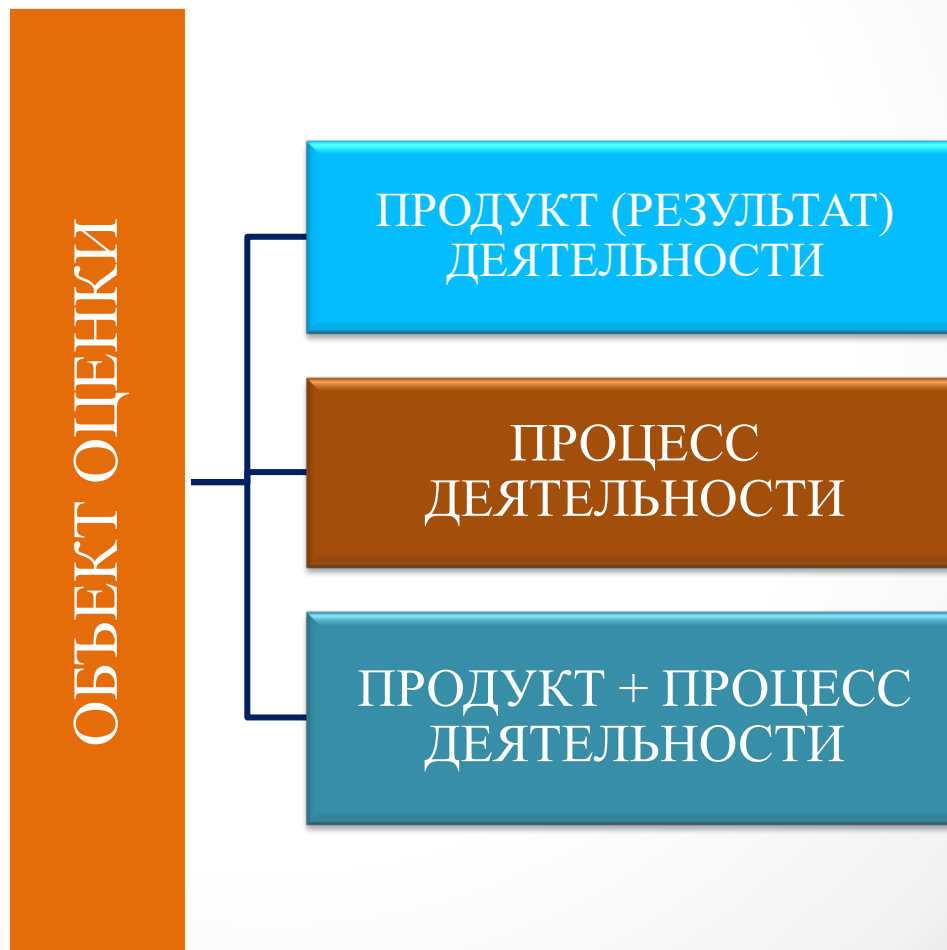 ОБЪЕКТ ОЦЕНКИ
ПРОДУКТ (РЕЗУЛЬТАТ)
ДЕЯТЕЛЬНОСТИ
ПРОЦЕСС
ДЕЯТЕЛЬНОСТИ
ПРОДУКТ + ПРОЦЕСС
ДЕЯТЕЛЬНОСТИ